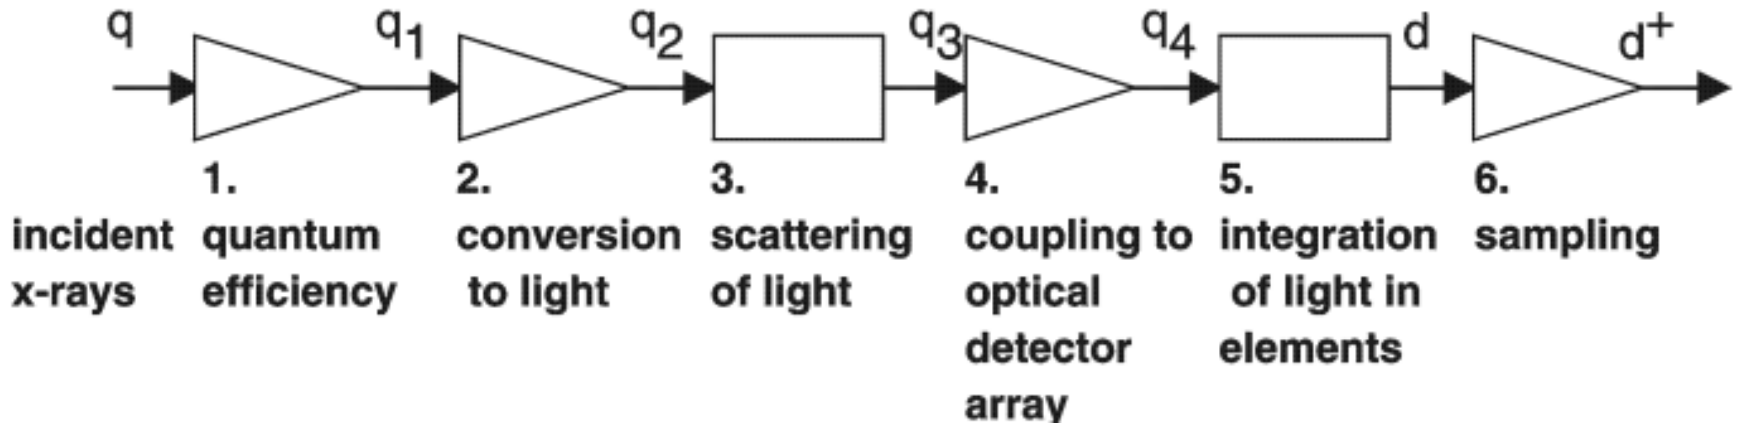 q q₁ q₂ q₃ q₄ d d⁺
1. 2. 3. 4. 5. 6.
incident quantum conversion scattering coupling to integration sampling
x-rays efficiency to light of light optical of light in
detector elements
array